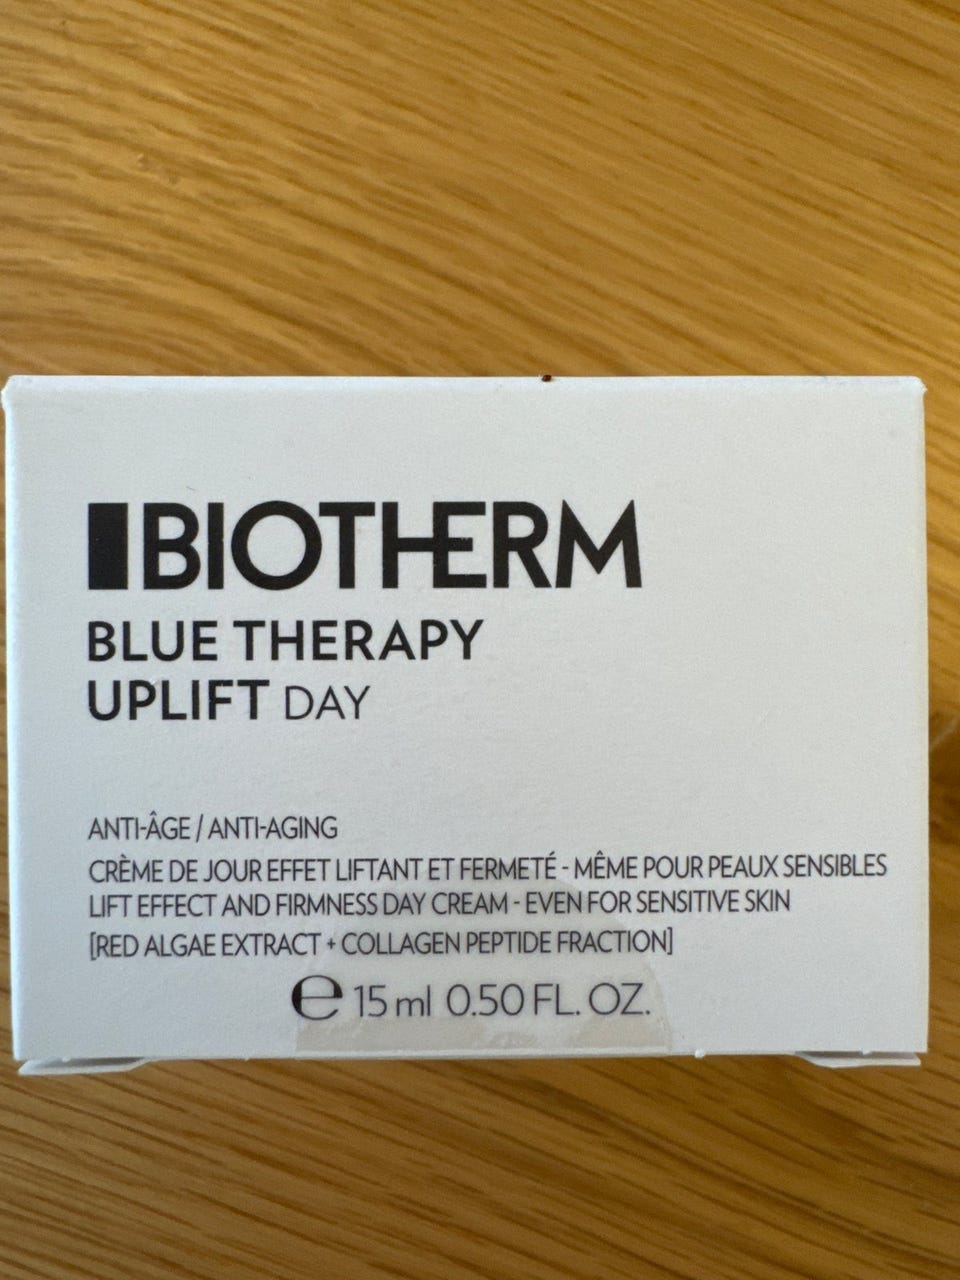 BIOTHERM
BLUE THERAPY
UPLIFT DAY
ANTI-ÂGE / ANTI-AGING
CRÈME DE JOUR EFFET LIFTANT ET FERMETÉ - MÊME POUR PEAUX SENSIBLES
LIFT EFFECT AND FIRMNESS DAY CREAM - EVEN FOR SENSITIVE SKIN
[RED ALGAE EXTRACT + COLLAGEN PEPTIDE FRACTION]
℮ 15 ml 0.50 FL. OZ.